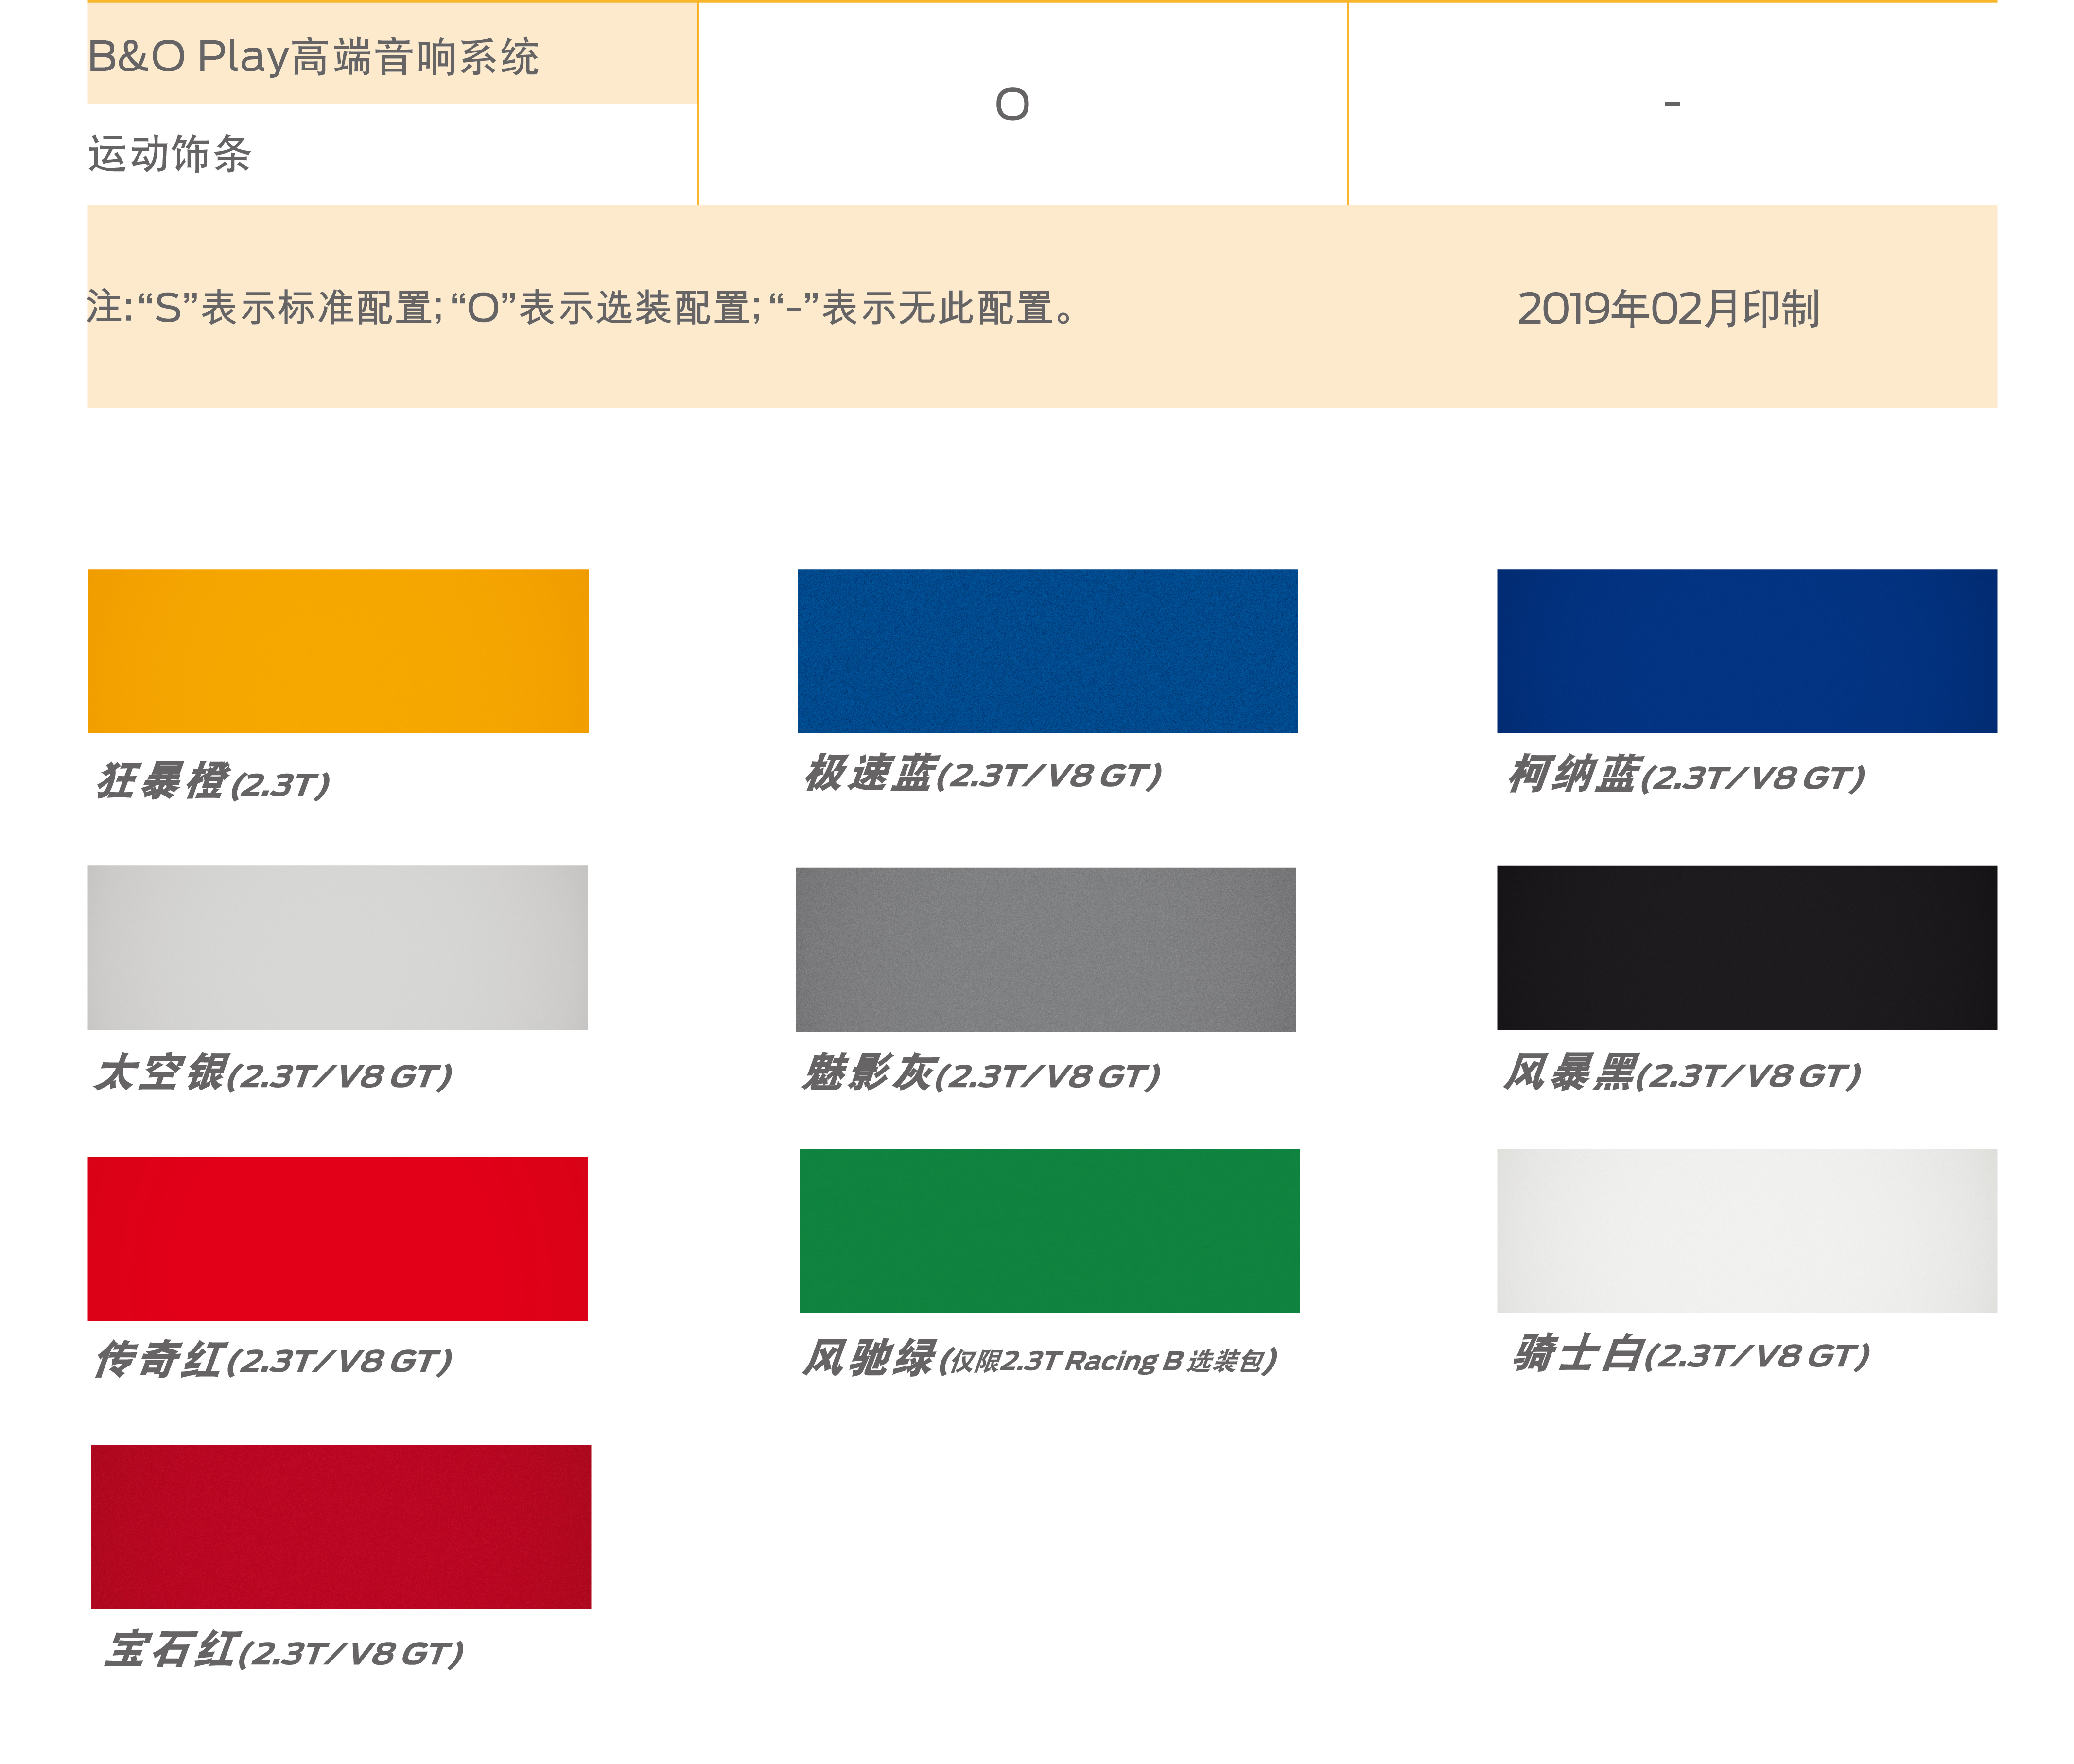 B&O Play高端音响系统
O
-
运动饰条
注:“S”表示标准配置; “O”表示选装配置; “-”表示无此配置。
2019年02月印制
狂暴橙(2.3T)
极速蓝(2.3T/V8 GT)
柯纳蓝(2.3T/V8 GT)
太空银(2.3T/V8 GT)
魅影灰(2.3T/V8 GT)
风暴黑(2.3T/V8 GT)
传奇红(2.3T/V8 GT)
风驰绿(仅限2.3T Racing B 选装包)
骑士白(2.3T/V8 GT)
宝石红(2.3T/V8 GT)